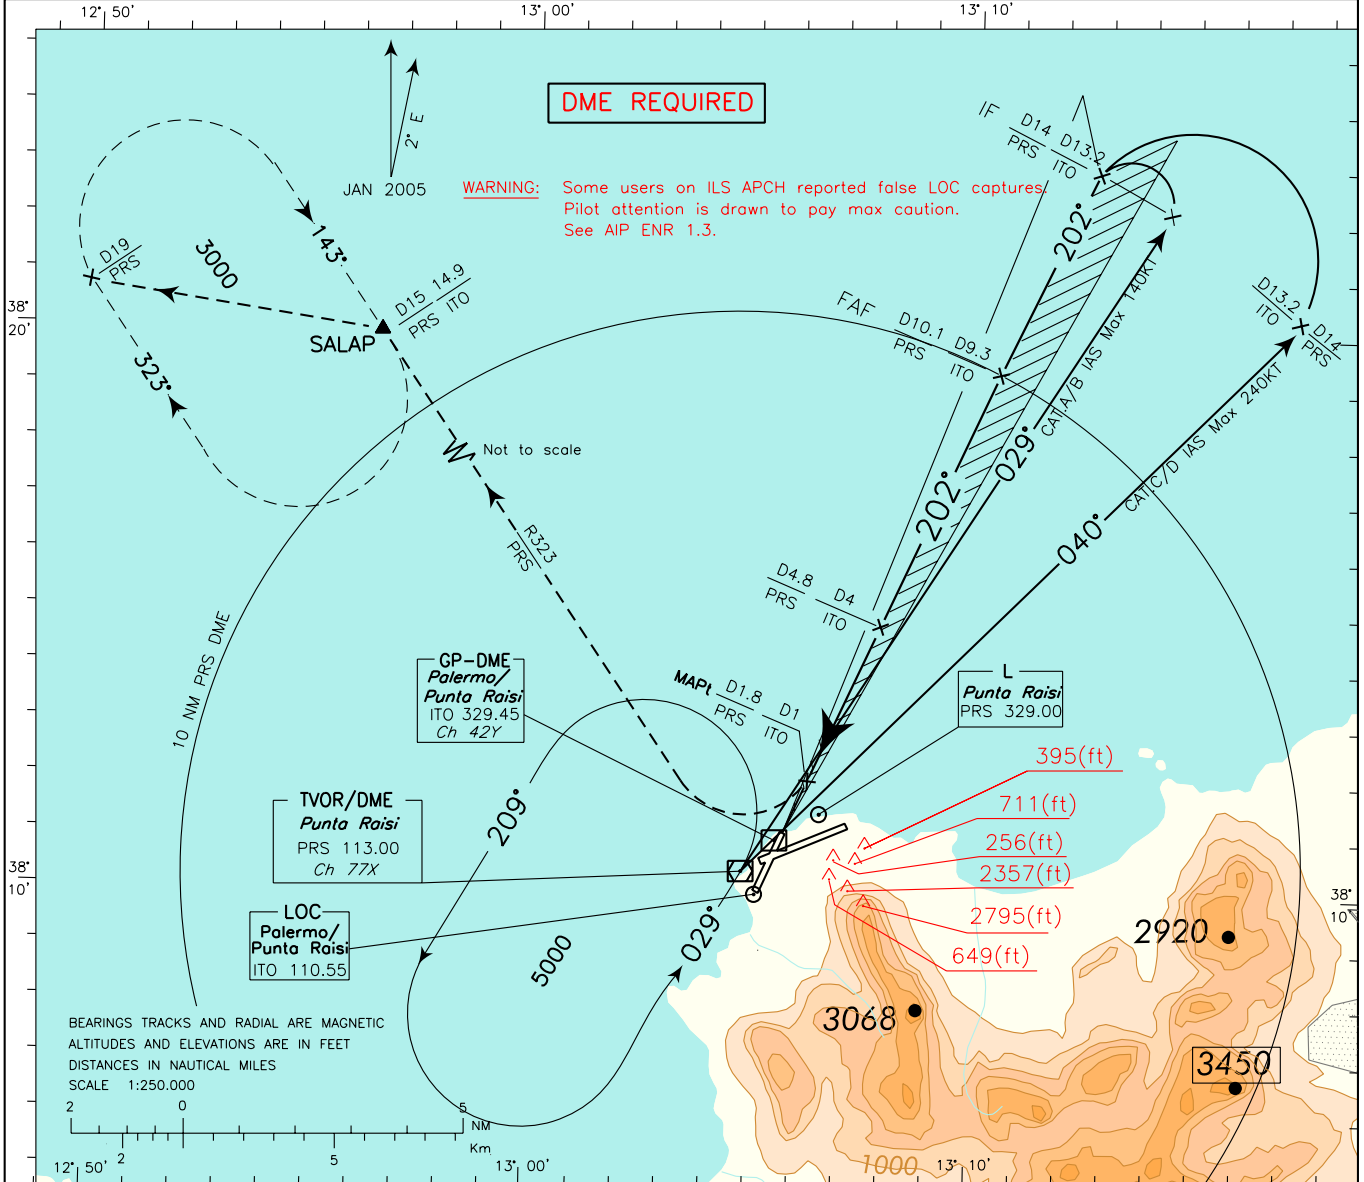 12° 50'
13° 00'
13° 10'
DME REQUIRED
2° E
JAN 2005
WARNING: Some users on ILS APCH reported false LOC captures.
Pilot attention is drawn to pay max caution.
See AIP ENR 1.3.
IF
D14 D13.2
PRS ITO
202°
143°
D19
PRS
3000
D15 14.9
PRS ITO
SALAP
323°
38°
20'
FAF
D10.1 D9.3
PRS ITO
D13.2
ITO
D14
PRS
CAT.A/B IAS Max 140KT
029°
CAT.C/D IAS Max 240KT
040°
202°
Not to scale
R323
PRS
D4.8 D4
PRS ITO
10 NM PRS DME
GP-DME
Palermo/
Punta Raisi
ITO 329.45
Ch 42Y
MAPt
D1.8 D1
PRS ITO
L
Punta Raisi
PRS 329.00
395(ft)
711(ft)
256(ft)
2357(ft)
2795(ft)
649(ft)
TVOR/DME
Punta Raisi
PRS 113.00
Ch 77X
209°
LOC
Palermo/
Punta Raisi
ITO 110.55
5000
029°
38°
10'
38°
10'
2920
3068
3450
1000
BEARINGS TRACKS AND RADIAL ARE MAGNETIC
ALTITUDES AND ELEVATIONS ARE IN FEET
DISTANCES IN NAUTICAL MILES
SCALE 1:250.000
2 0 5
NM
Km
2 5
12° 50'
13° 00'
13° 10'